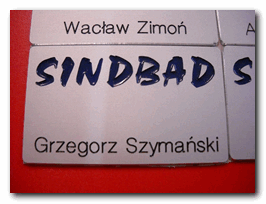 Wacław Zimoń
A
SINDBAD S
Grzegorz Szymański